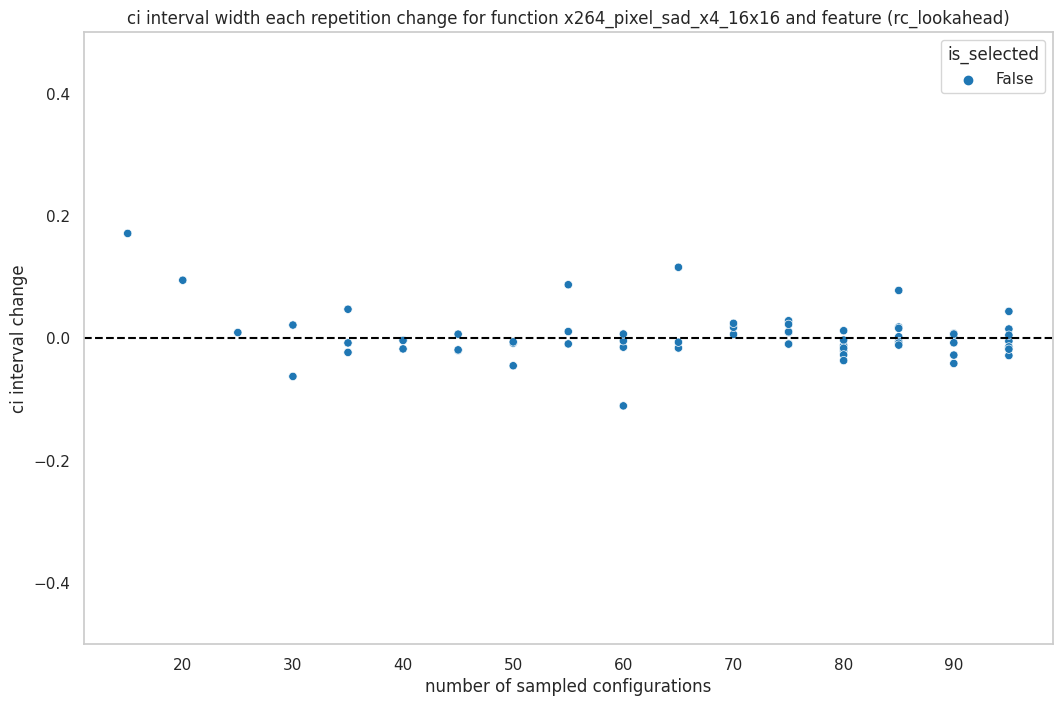 ci interval width each repetition change for function x264_pixel_sad_x4_16x16 and feature (rc_lookahead)
is_selected
False
ci interval change
0.4
0.2
0.0
−0.2
−0.4
20 30 40 50 60 70 80 90
number of sampled configurations